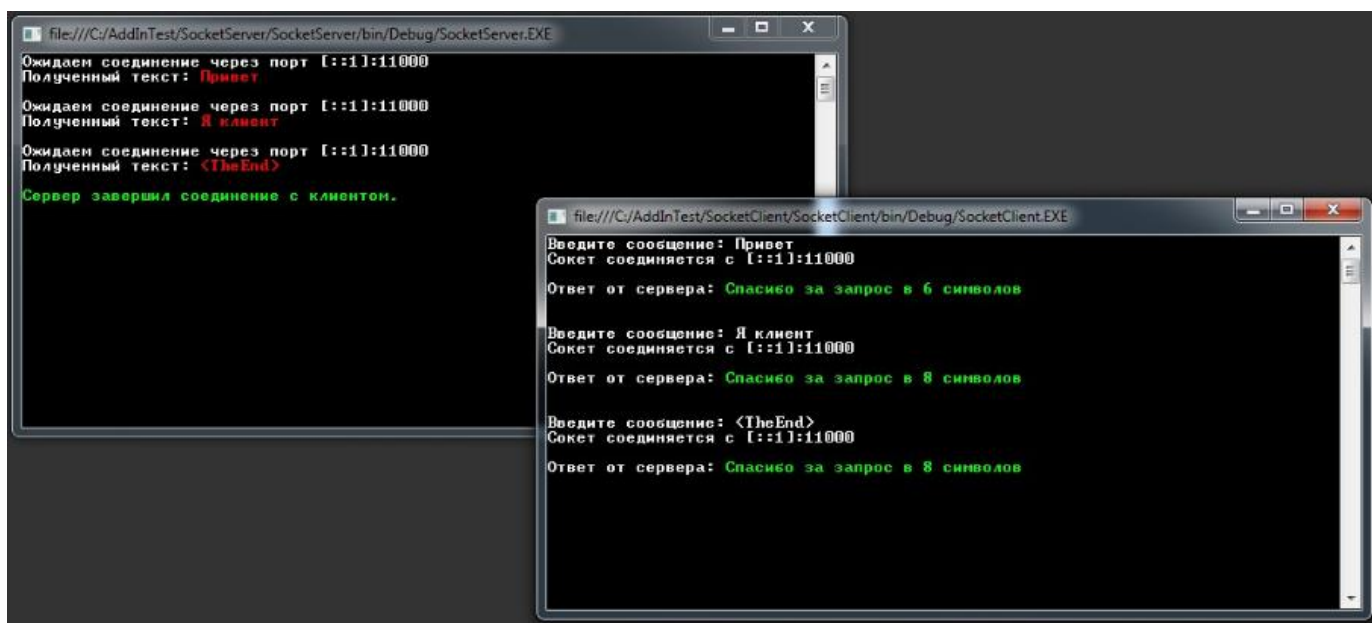 file:///C:/AddInTest/SocketServer/SocketServer/bin/Debug/SocketServer.EXE
Ожидаем соединение через порт [::1]:11000
Полученный текст: Привет
Ожидаем соединение через порт [::1]:11000
Полученный текст: Я клиент
Ожидаем соединение через порт [::1]:11000
Полученный текст: <TheEnd>
Сервер завершил соединение с клиентом.
file:///C:/AddInTest/SocketClient/SocketClient/bin/Debug/SocketClient.EXE
Введите сообщение: Привет
Сокет соединяется с [::1]:11000
Ответ от сервера: Спасибо за запрос в 6 символов
Введите сообщение: Я клиент
Сокет соединяется с [::1]:11000
Ответ от сервера: Спасибо за запрос в 8 символов
Введите сообщение: <TheEnd>
Сокет соединяется с [::1]:11000
Ответ от сервера: Спасибо за запрос в 8 символов